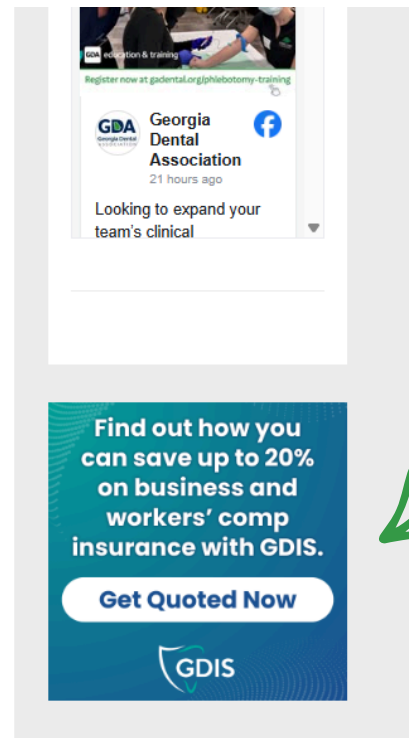 GDA education & training
Register now at gadental.org/phlebotomy-training
GDA
Georgia Dental
ASSOCIATION
Georgia
Dental
Association
21 hours ago
Looking to expand your
team's clinical
Find out how you
can save up to 20%
on business and
workers' comp
insurance with GDIS.
Get Quoted Now
GDIS